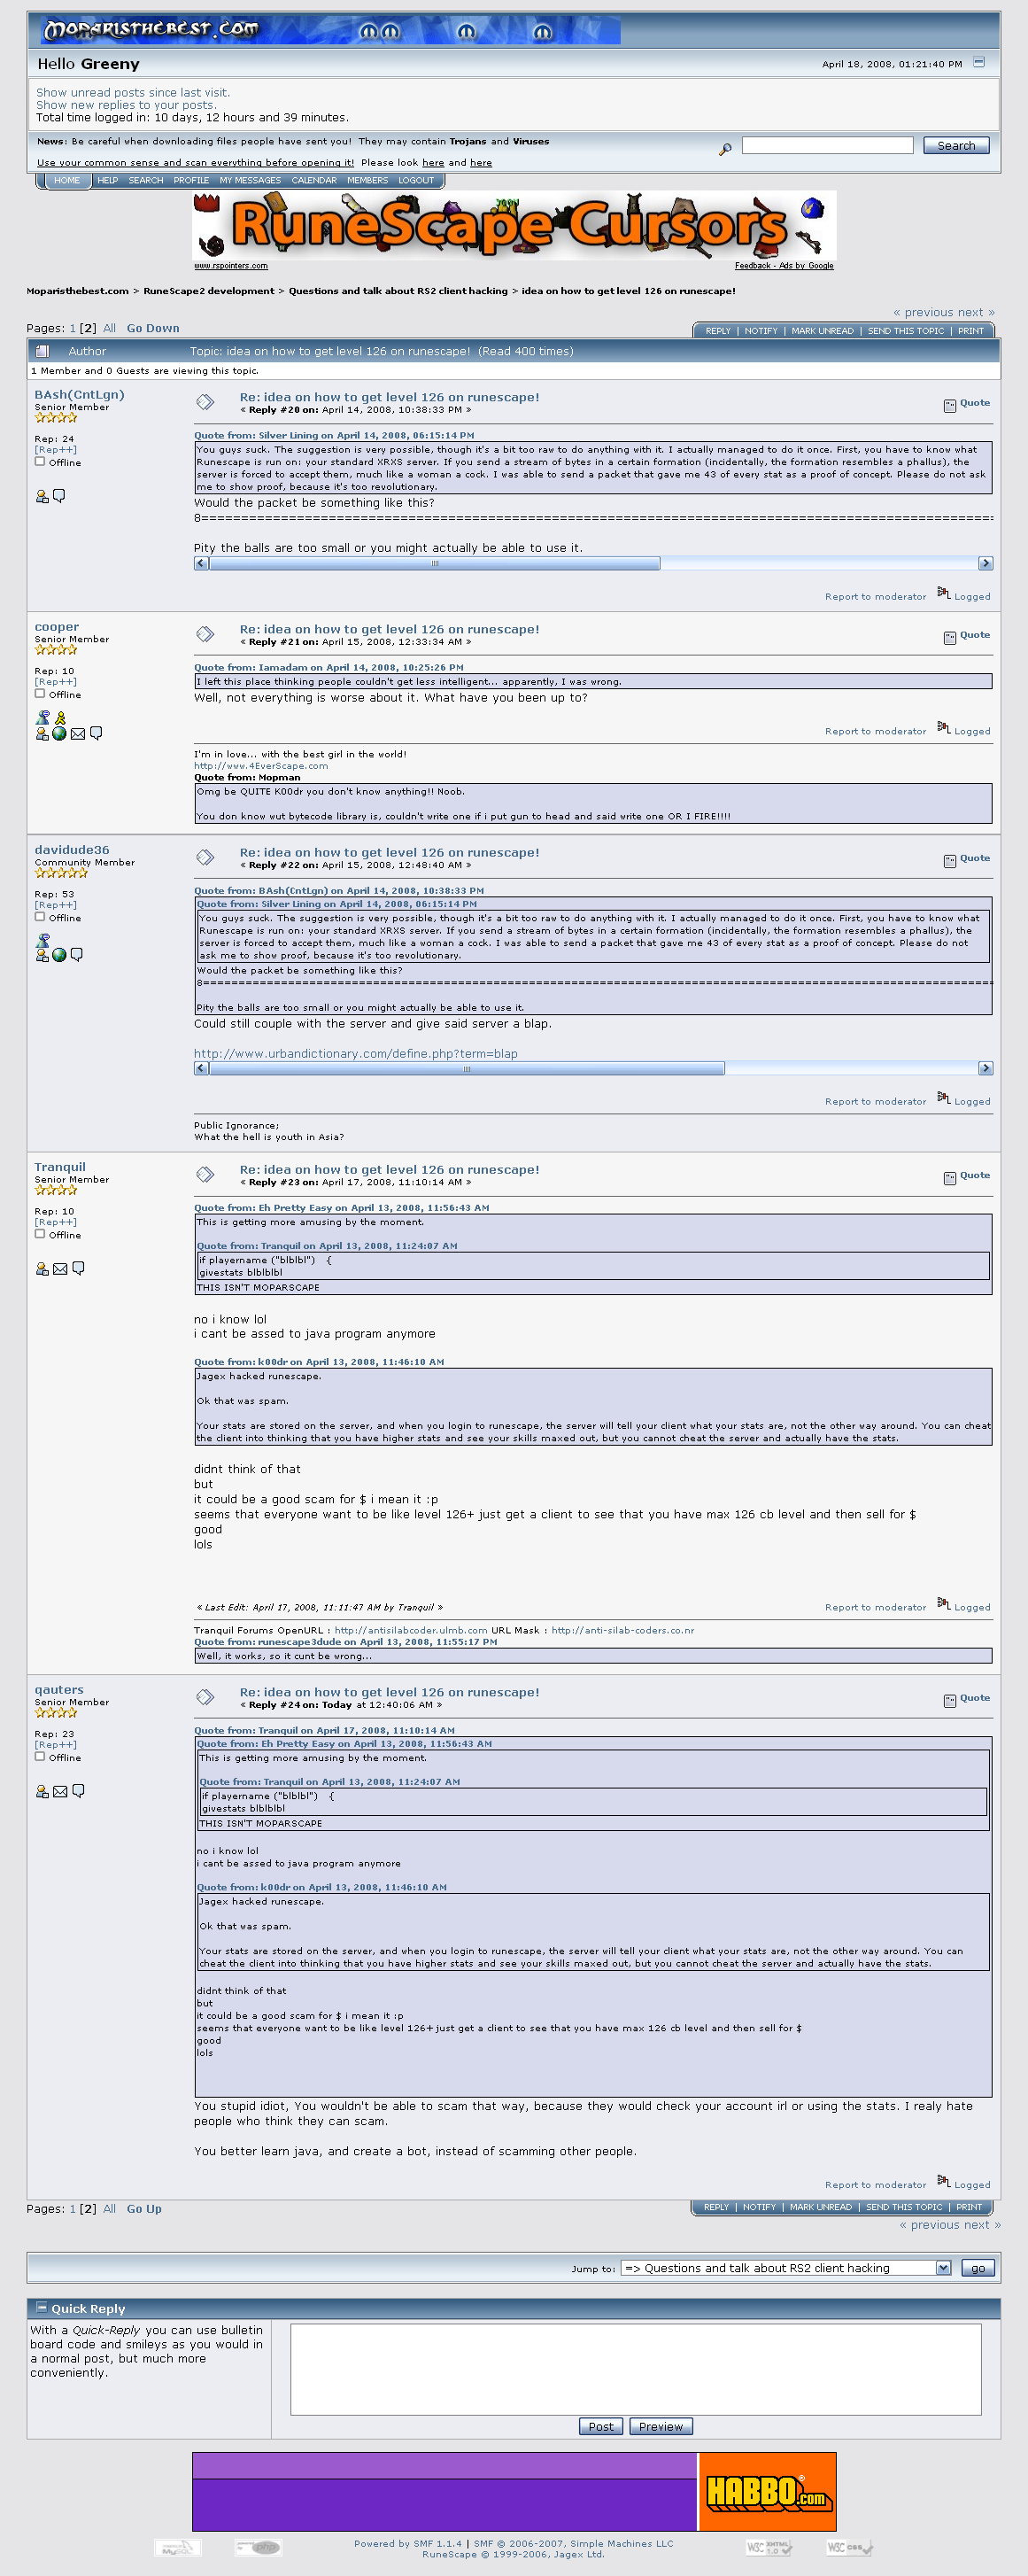 MOPARISTHEBEST.COM
Hello Greeny
April 18, 2008, 01:21:40 PM
Show unread posts since last visit.
Show new replies to your posts.
Total time logged in: 10 days, 12 hours and 39 minutes.
News: Be careful when downloading files people have sent you! They may contain Trojans and Viruses
Use your common sense and scan everything before opening it! Please look here and here
Search
HOME HELP SEARCH PROFILE MY MESSAGES CALENDAR MEMBERS LOGOUT
RuneScape Cursors
www.rspointers.com
Feedback - Ads by Google
Moparisthebest.com > RuneScape2 development > Questions and talk about RS2 client hacking > idea on how to get level 126 on runescape!
« previous next »
Pages: 1 [2] All Go Down
REPLY | NOTIFY | MARK UNREAD | SEND THIS TOPIC | PRINT
Author Topic: idea on how to get level 126 on runescape! (Read 400 times)
1 Member and 0 Guests are viewing this topic.
BAsh(CntLgn)
Senior Member
Rep: 24
[Rep++]
Offline
Re: idea on how to get level 126 on runescape!
« Reply #20 on: April 14, 2008, 10:38:33 PM »
Quote
Quote from: Silver Lining on April 14, 2008, 06:15:14 PM
You guys suck. The suggestion is very possible, though it's a bit too raw to do anything with it. I actually managed to do it once. First, you have to know what
Runescape is run on: your standard XRXS server. If you send a stream of bytes in a certain formation (incidentally, the formation resembles a phallus), the
server is forced to accept them, much like a woman a cock. I was able to send a packet that gave me 43 of every stat as a proof of concept. Please do not ask
me to show proof, because it's too revolutionary.
Would the packet be something like this?
8====================================================================================================
Pity the balls are too small or you might actually be able to use it.
Report to moderator Logged
cooper
Senior Member
Rep: 10
[Rep++]
Offline
Re: idea on how to get level 126 on runescape!
« Reply #21 on: April 15, 2008, 12:33:34 AM »
Quote
Quote from: Iamadam on April 14, 2008, 10:25:26 PM
I left this place thinking people couldn't get less intelligent... apparently, I was wrong.
Well, not everything is worse about it. What have you been up to?
Report to moderator Logged
I'm in love... with the best girl in the world!
http://www.4EverScape.com
Quote from: Mopman
Omg be QUITE K00dr you don't know anything!! Noob.
You don know wut bytecode library is, couldn't write one if i put gun to head and said write one OR I FIRE!!!!
davidude36
Community Member
Rep: 53
[Rep++]
Offline
Re: idea on how to get level 126 on runescape!
« Reply #22 on: April 15, 2008, 12:48:40 AM »
Quote
Quote from: BAsh(CntLgn) on April 14, 2008, 10:38:33 PM
Quote from: Silver Lining on April 14, 2008, 06:15:14 PM
You guys suck. The suggestion is very possible, though it's a bit too raw to do anything with it. I actually managed to do it once. First, you have to know what
Runescape is run on: your standard XRXS server. If you send a stream of bytes in a certain formation (incidentally, the formation resembles a phallus), the
server is forced to accept them, much like a woman a cock. I was able to send a packet that gave me 43 of every stat as a proof of concept. Please do not
ask me to show proof, because it's too revolutionary.
Would the packet be something like this?
8==================================================================================================================
Pity the balls are too small or you might actually be able to use it.
Could still couple with the server and give said server a blap.
http://www.urbandictionary.com/define.php?term=blap
Report to moderator Logged
Public Ignorance;
What the hell is youth in Asia?
Tranquil
Senior Member
Rep: 10
[Rep++]
Offline
Re: idea on how to get level 126 on runescape!
« Reply #23 on: April 17, 2008, 11:10:14 AM »
Quote
Quote from: Eh Pretty Easy on April 13, 2008, 11:56:43 AM
This is getting more amusing by the moment.
Quote from: Tranquil on April 13, 2008, 11:24:07 AM
if playername ("blblbl") {
givestats blblblbl
THIS ISN'T MOPARSCAPE
no i know lol
i cant be assed to java program anymore
Quote from: k00dr on April 13, 2008, 11:46:10 AM
Jagex hacked runescape.
Ok that was spam.
Your stats are stored on the server, and when you login to runescape, the server will tell your client what your stats are, not the other way around. You can cheat
the client into thinking that you have higher stats and see your skills maxed out, but you cannot cheat the server and actually have the stats.
didnt think of that
but
it could be a good scam for $ i mean it :p
seems that everyone want to be like level 126+ just get a client to see that you have max 126 cb level and then sell for $
good
lols
« Last Edit: April 17, 2008, 11:11:47 AM by Tranquil »
Report to moderator Logged
Tranquil Forums OpenURL : http://antisilabcoder.ulmb.com URL Mask : http://anti-silab-coders.co.nr
Quote from: runescape3dude on April 13, 2008, 11:55:17 PM
Well, it works, so it cunt be wrong...
qauters
Senior Member
Rep: 23
[Rep++]
Offline
Re: idea on how to get level 126 on runescape!
« Reply #24 on: Today at 12:40:06 AM »
Quote
Quote from: Tranquil on April 17, 2008, 11:10:14 AM
Quote from: Eh Pretty Easy on April 13, 2008, 11:56:43 AM
This is getting more amusing by the moment.
Quote from: Tranquil on April 13, 2008, 11:24:07 AM
if playername ("blblbl") {
givestats blblblbl
THIS ISN'T MOPARSCAPE
no i know lol
i cant be assed to java program anymore
Quote from: k00dr on April 13, 2008, 11:46:10 AM
Jagex hacked runescape.
Ok that was spam.
Your stats are stored on the server, and when you login to runescape, the server will tell your client what your stats are, not the other way around. You can
cheat the client into thinking that you have higher stats and see your skills maxed out, but you cannot cheat the server and actually have the stats.
didnt think of that
but
it could be a good scam for $ i mean it :p
seems that everyone want to be like level 126+ just get a client to see that you have max 126 cb level and then sell for $
good
lols
You stupid idiot, You wouldn't be able to scam that way, because they would check your account irl or using the stats. I realy hate
people who think they can scam.
You better learn java, and create a bot, instead of scamming other people.
Report to moderator Logged
Pages: 1 [2] All Go Up
REPLY | NOTIFY | MARK UNREAD | SEND THIS TOPIC | PRINT
« previous next »
Jump to: => Questions and talk about RS2 client hacking go
Quick Reply
With a Quick-Reply you can use bulletin
board code and smileys as you would in
a normal post, but much more
conveniently.
Post Preview
HABBO.com
MySQL
php
Powered by SMF 1.1.4 | SMF © 2006-2007, Simple Machines LLC
RuneScape © 1999-2006, Jagex Ltd.
W3C XHTML 1.0
W3C css